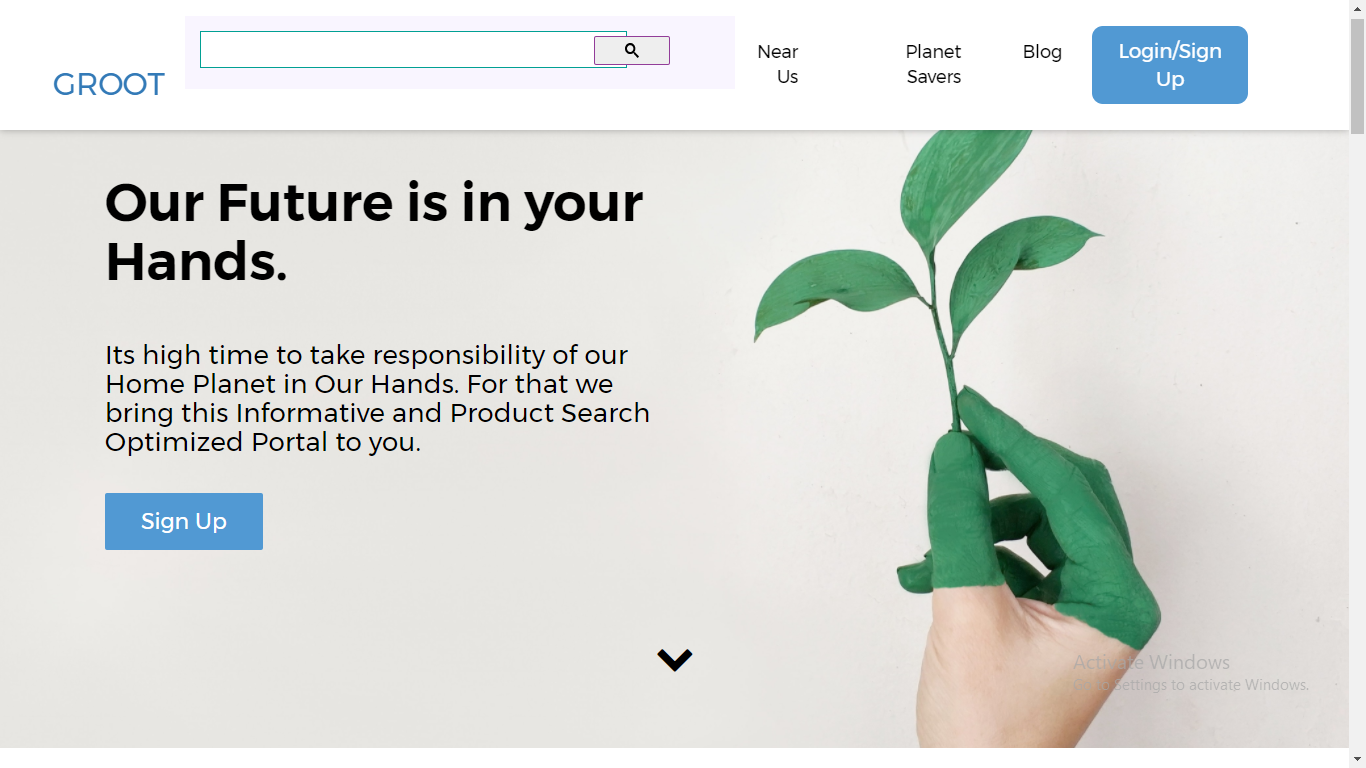 GROOT
Near
Us
Planet
Savers
Blog
Login/Sign
Up
Our Future is in your
Hands.
Its high time to take responsibility of our
Home Planet in Our Hands. For that we
bring this Informative and Product Search
Optimized Portal to you.
Sign Up
Activate Windows
Go to Settings to activate Windows.